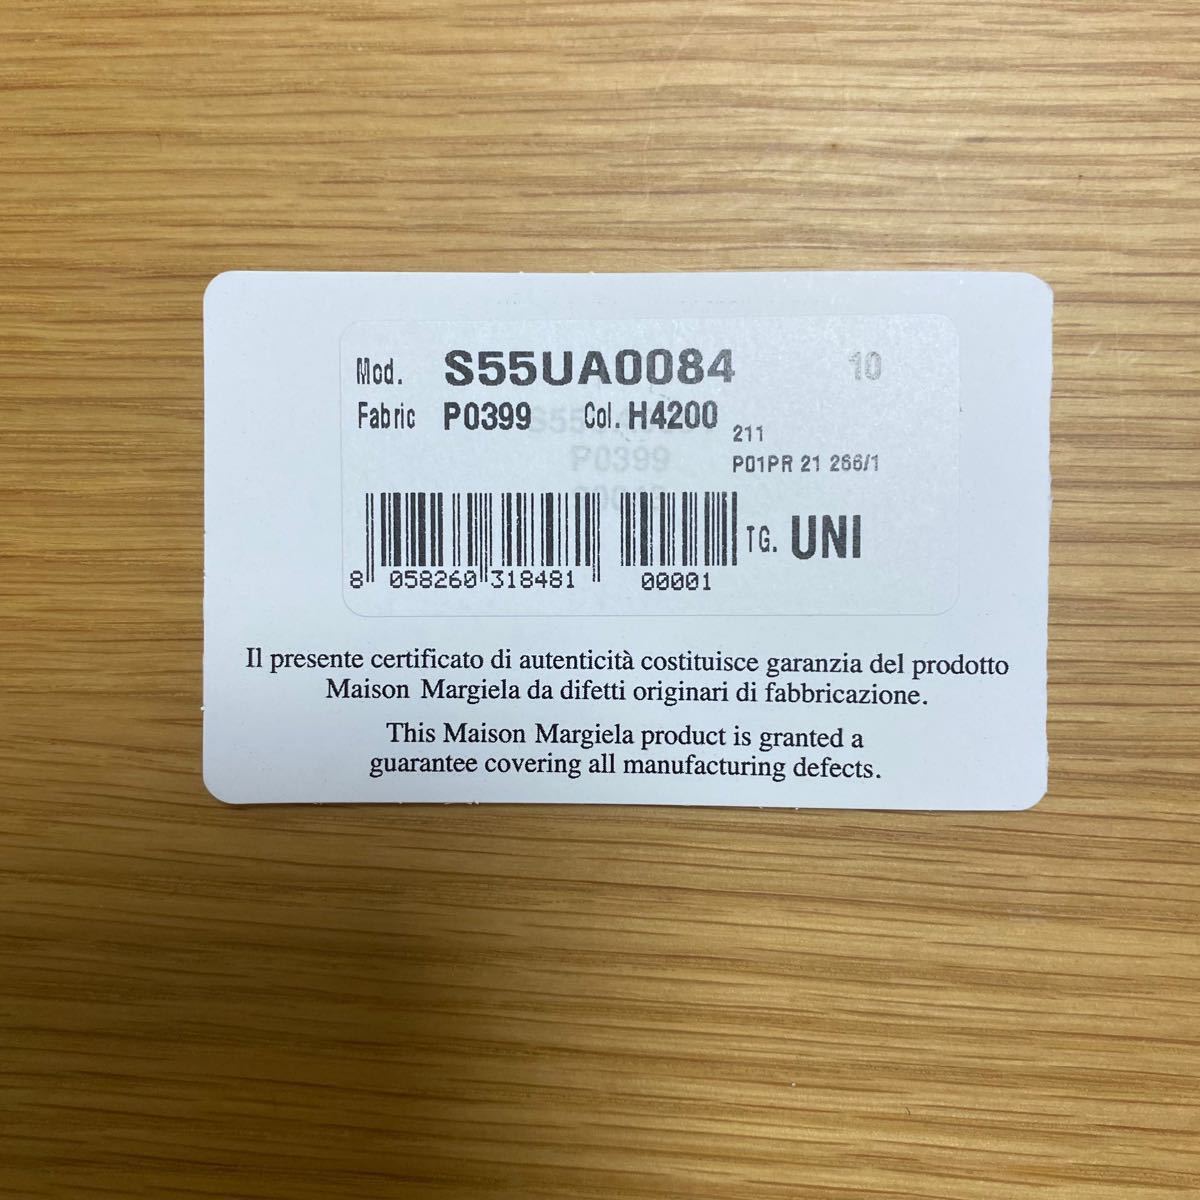 Mod. S55UA0084 10
Fabric P0399 Col. H4200
211
P01PR 21 266/1
P0399
TG. UNI
8 058260 318481 00001
Il presente certificato di autenticità costituisce garanzia del prodotto
Maison Margiela da difetti originari di fabbricazione.
This Maison Margiela product is granted a
guarantee covering all manufacturing defects.